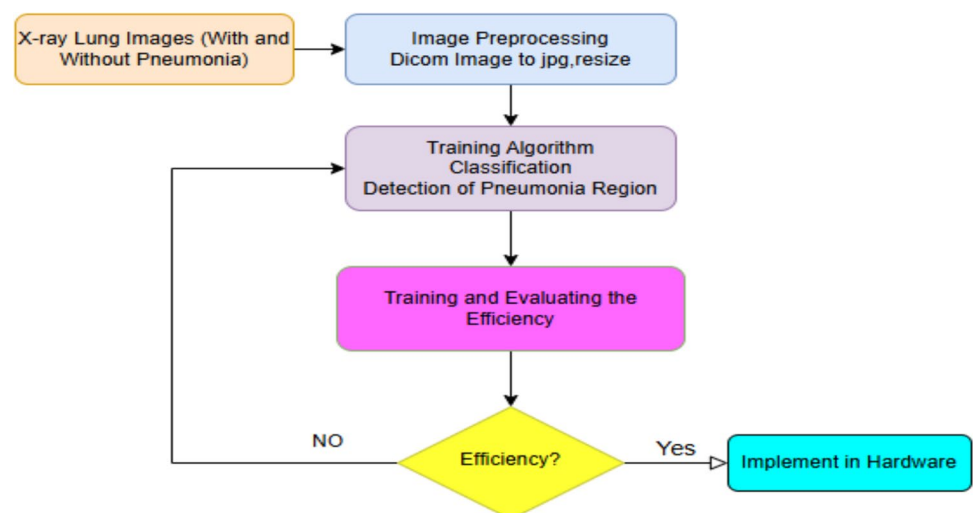 X-ray Lung Images (With and
Without Pneumonia)
Image Preprocessing
Dicom Image to jpg,resize
Training Algorithm
Classification
Detection of Pneumonia Region
Training and Evaluating the
Efficiency
Efficiency?
NO
Yes
Implement in Hardware